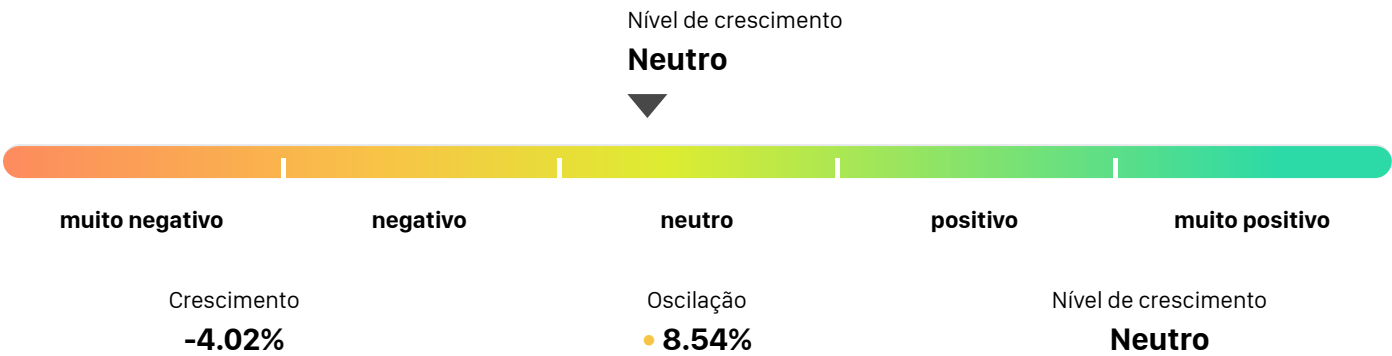 Nível de crescimento
Neutro
muito negativo
negativo
neutro
positivo
muito positivo
Crescimento
-4.02%
Oscilação
8.54%
Nível de crescimento
Neutro